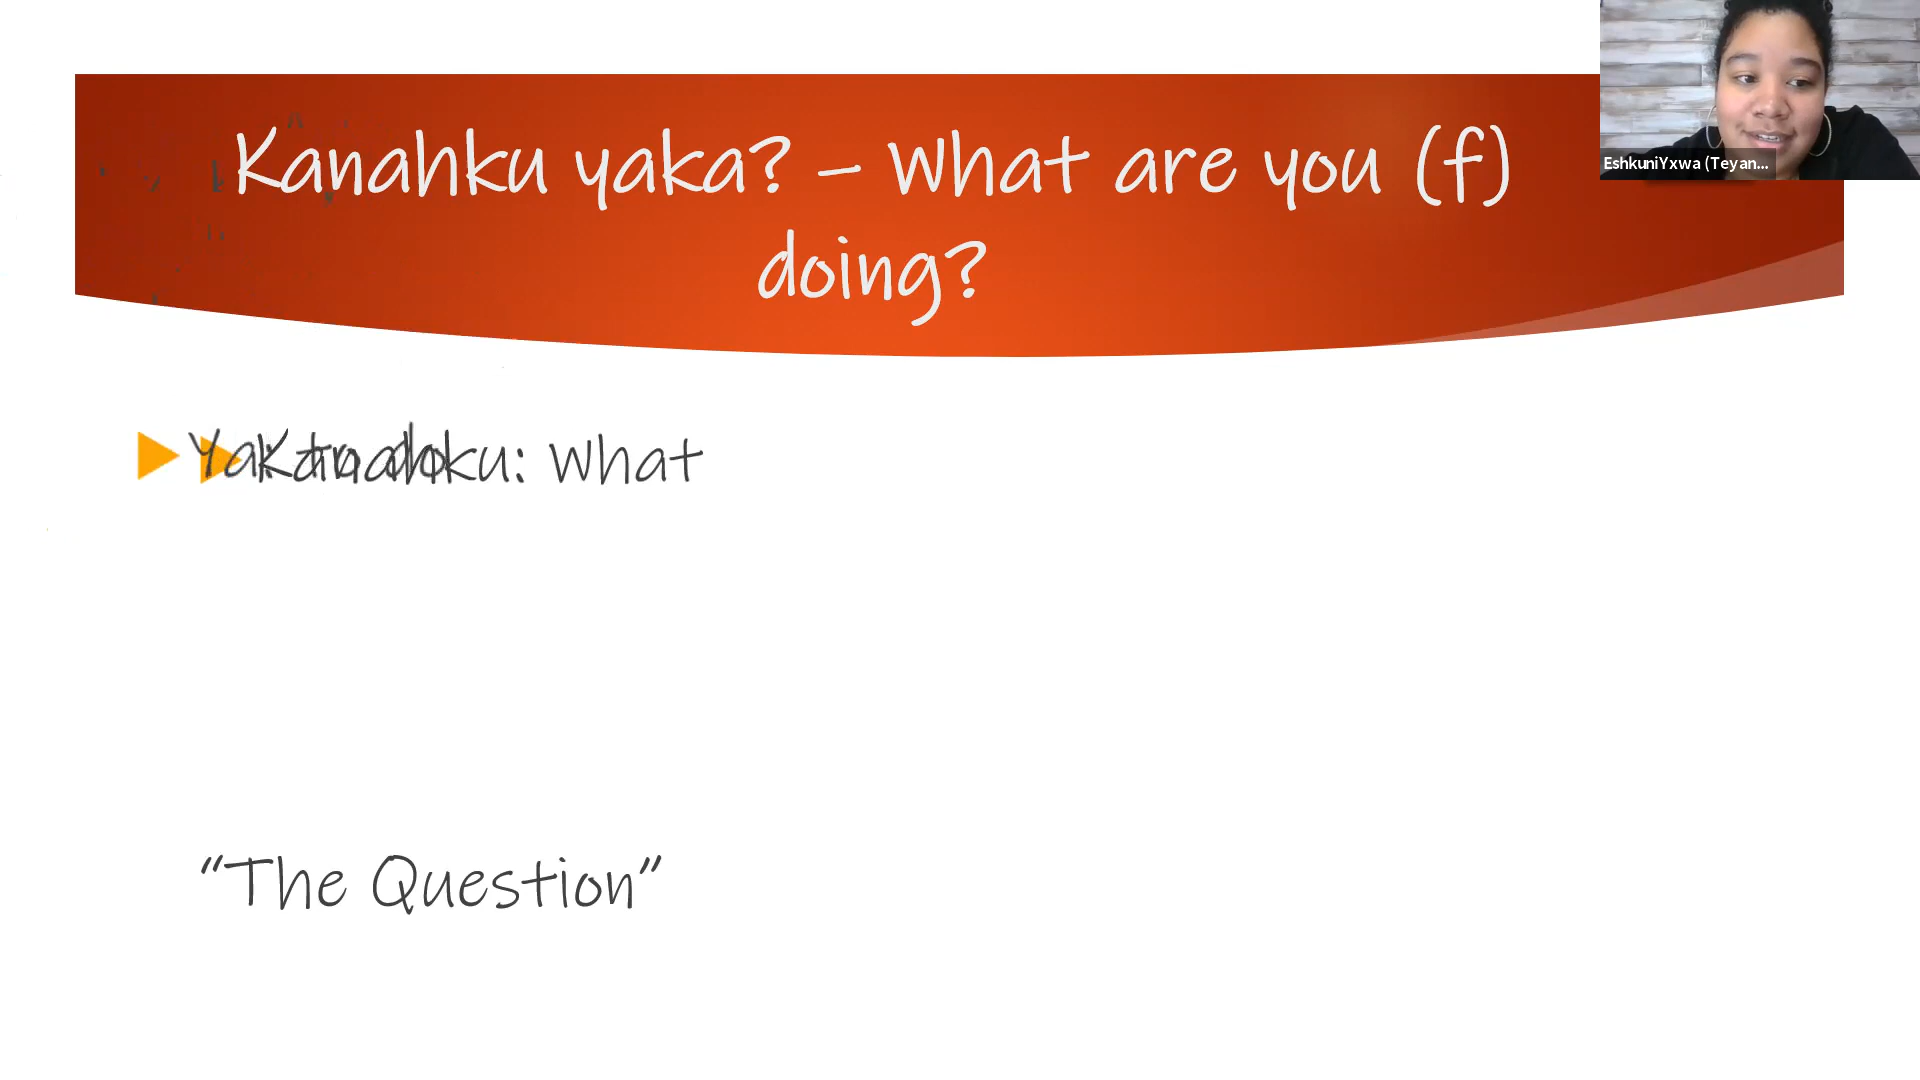 Kanahku yaka? – What are you (f)
doing?
EshkuniYxwa (Teyan...
Kanahku: What
"The Question"